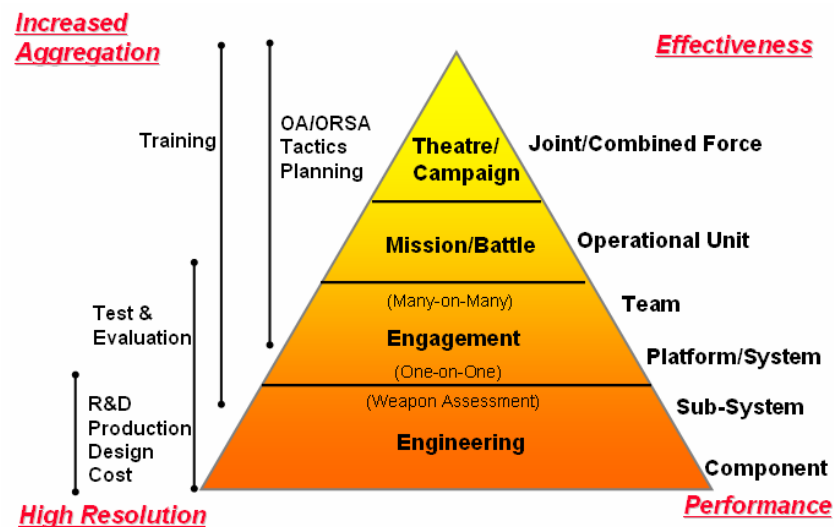 Increased
Aggregation
Effectiveness
Training
OA/ORSA
Tactics
Planning
Theatre/
Campaign
Joint/Combined Force
Mission/Battle
Operational Unit
Test &
Evaluation
(Many-on-Many)
Engagement
(One-on-One)
Team
Platform/System
R&D
Production
Design
Cost
(Weapon Assessment)
Engineering
Sub-System
Component
High Resolution
Performance